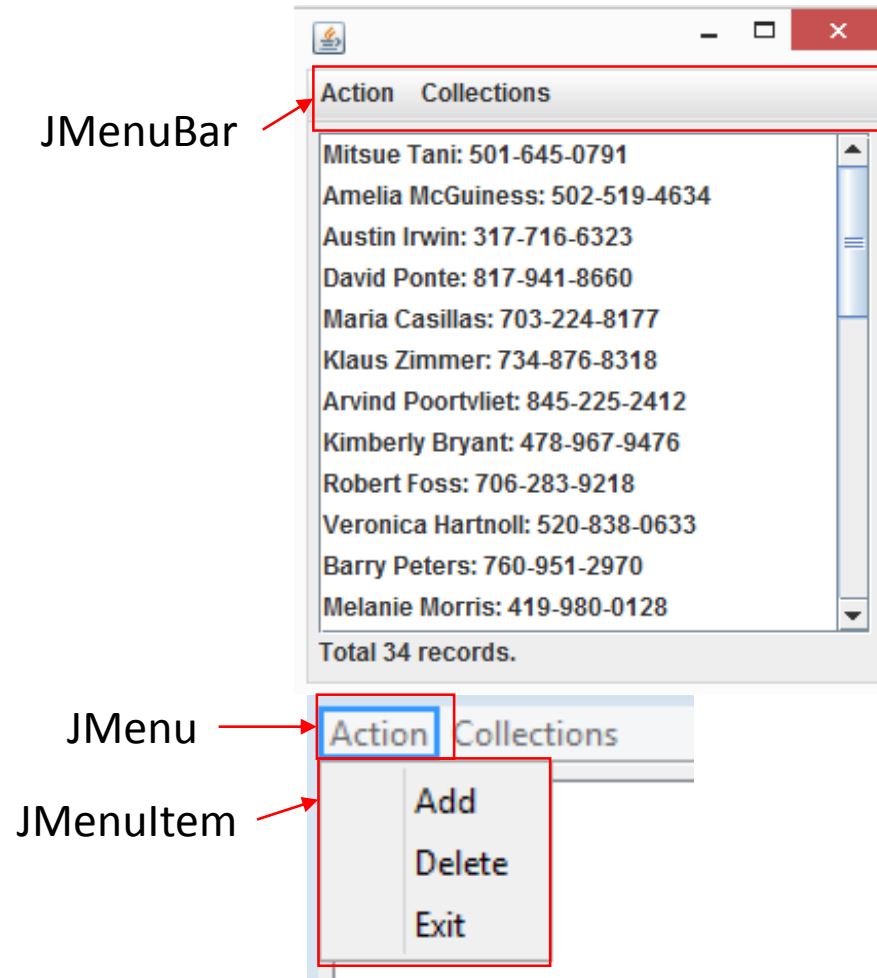 Action Collections
JMenuBar
Mitsue Tani: 501-645-0791
Amelia McGuiness: 502-519-4634
Austin Irwin: 317-716-6323
David Ponte: 817-941-8660
Maria Casillas: 703-224-8177
Klaus Zimmer: 734-876-8318
Arvind Poortvliet: 845-225-2412
Kimberly Bryant: 478-967-9476
Robert Foss: 706-283-9218
Veronica Hartnoll: 520-838-0633
Barry Peters: 760-951-2970
Melanie Morris: 419-980-0128
Total 34 records.
JMenu
Action Collections
JMenuItem
Add
Delete
Exit